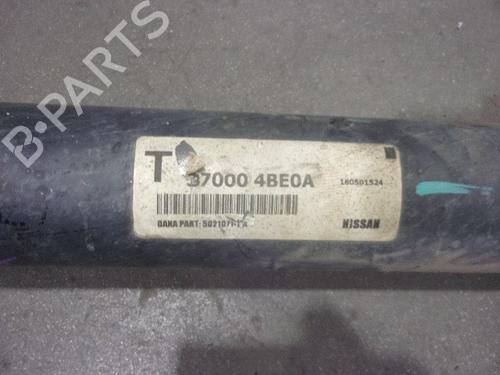 B-PARTS
T 37000 4BE0A
160501524
DANA PART:
NISSAN